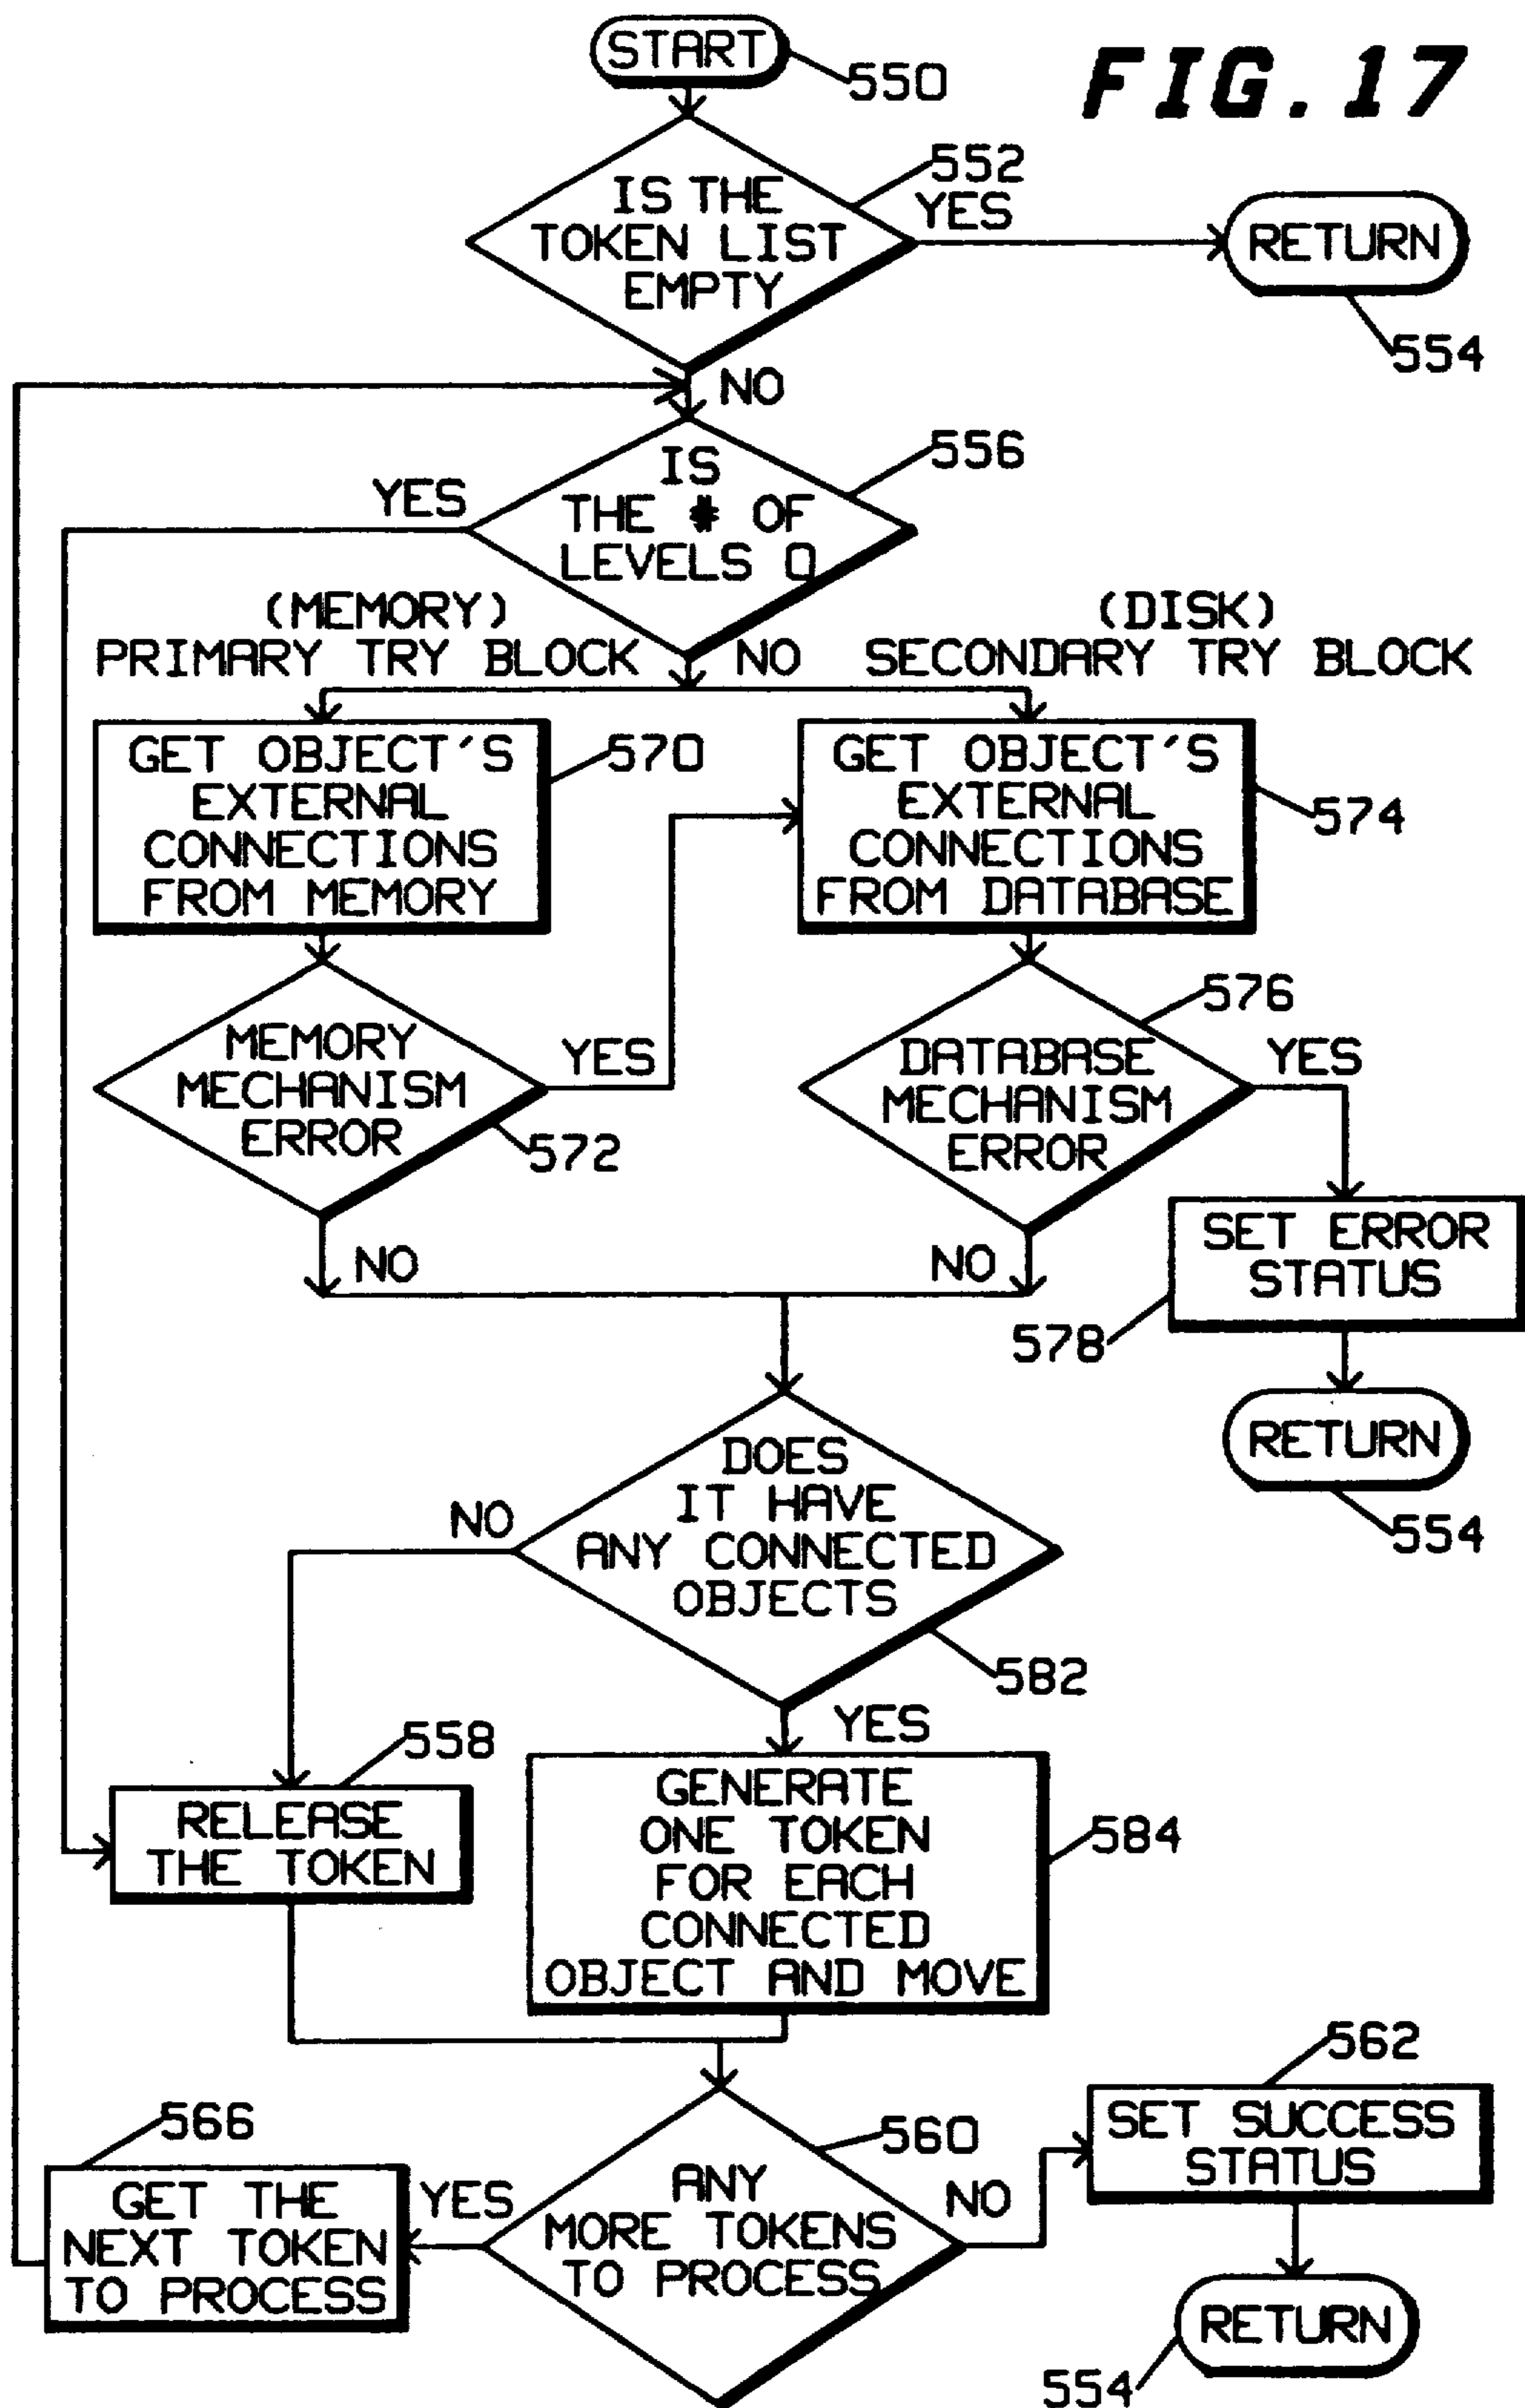 START
550
FIG. 17
552
IS THE
TOKEN LIST
EMPTY
YES
RETURN
554
NO
556
IS
THE # OF
LEVELS 0
YES
(MEMORY)
PRIMARY TRY BLOCK
NO
(DISK)
SECONDARY TRY BLOCK
GET OBJECT'S
EXTERNAL
CONNECTIONS
FROM MEMORY
570
GET OBJECT'S
EXTERNAL
CONNECTIONS
FROM DATABASE
574
MEMORY
MECHANISM
ERROR
YES
572
576
DATABASE
MECHANISM
ERROR
YES
NO
NO
SET ERROR
STATUS
578
RETURN
554
DOES
IT HAVE
ANY CONNECTED
OBJECTS
NO
582
YES
558
RELEASE
THE TOKEN
GENERATE
ONE TOKEN
FOR EACH
CONNECTED
OBJECT AND MOVE
584
562
SET SUCCESS
STATUS
566
GET THE
NEXT TOKEN
TO PROCESS
YES
560
ANY
MORE TOKENS
TO PROCESS
NO
RETURN
554